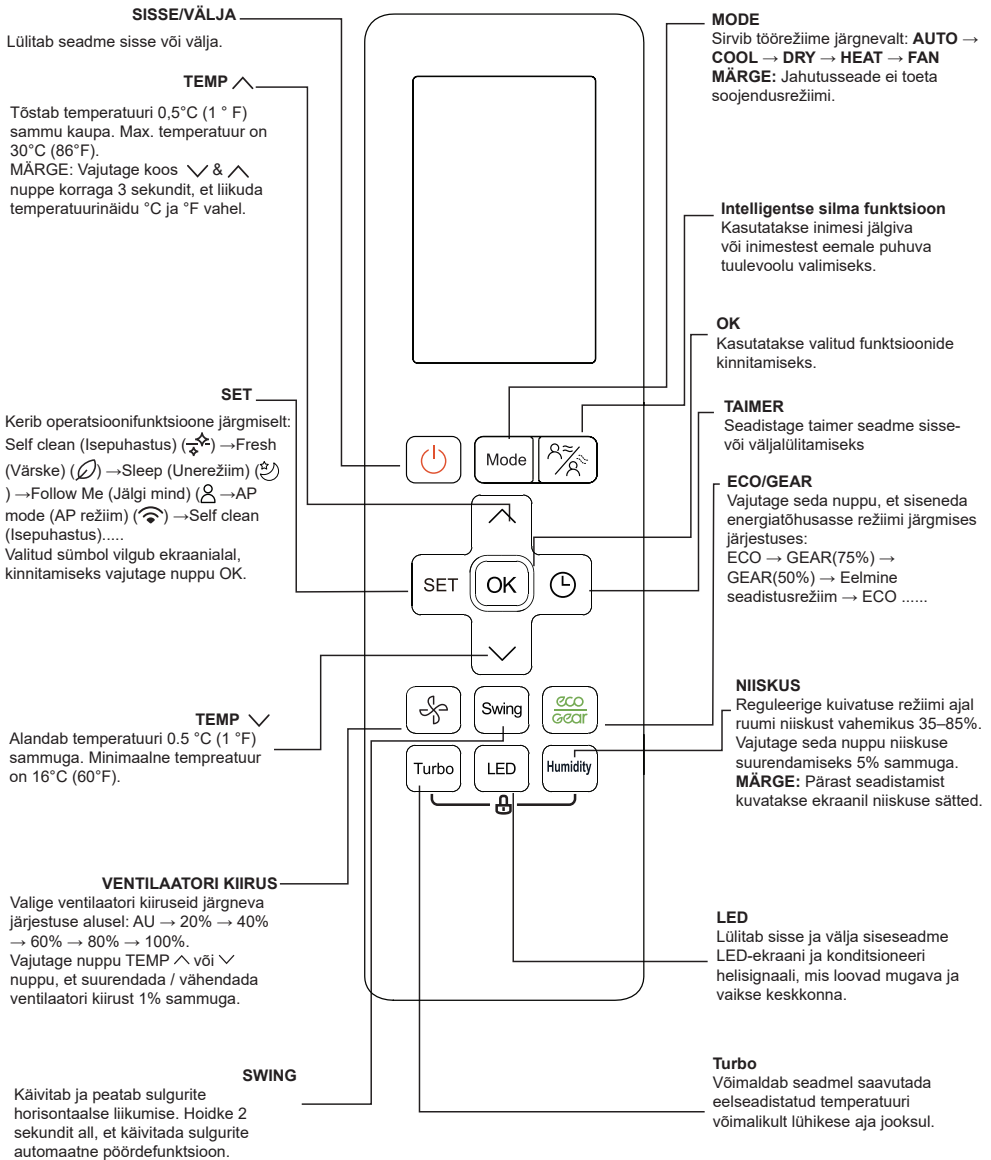 SISSE/VÄLJA
Lülitab seadme sisse või välja.
TEMP
Tõstab temperatuuri 0,5°C (1 ° F)
sammu kaupa. Max. temperatuur on
30°C (86°F).
MÄRGE: Vajutage koos & 
nuppe korraga 3 sekundit, et liikuda
temperatuurinäidu °C ja °F vahel.
SET
Kerib operatsioonifunktsioone järgmiselt:
Self clean (Isepuhastus) ( ) →Fresh
(Värske) ( ) →Sleep (Unerežiim) (
) →Follow Me (Jälgi mind) ( →AP
mode (AP režiim) ( ) →Self clean
(Isepuhastus).....
Valitud sümbol vilgub ekraanialal,
kinnitamiseks vajutage nuppu OK.
TEMP
Alandab temperatuuri 0.5 °C (1 °F)
sammuga. Minimaalne tempreatuur
on 16°C (60°F).
VENTILAATORI KIIRUS
Valige ventilaatori kiiruseid järgneva
järjestuse alusel: AU → 20% → 40%
→ 60% → 80% → 100%.
Vajutage nuppu TEMP või
nuppu, et suurendada / vähendada
ventilaatori kiirust 1% sammuga.
SWING
Käivitab ja peatab sulgurite
horisontaalse liikumise. Hoidke 2
sekundit all, et käivitada sulgurite
automaatne pöördefunktsioon.
Mode
SET
OK
Swing
eco
Gear
Turbo
LED
Humidity
MODE
Sirvib töörežiime järgnevalt: AUTO →
COOL → DRY → HEAT → FAN
MÄRGE: Jahutusseade ei toeta
soojendusrežiimi.
Intelligentse silma funktsioon
Kasutatakse inimesi jälgiva
või inimestest eemale puhuva
tuulevoolu valimiseks.
OK
Kasutatakse valitud funktsioonide
kinnitamiseks.
TAIMER
Seadistage taimer seadme sisse-
või väljalülitamiseks
ECO/GEAR
Vajutage seda nuppu, et siseneda
energiatõhusasse režiimi järgmises
järjestuses:
ECO → GEAR(75%) →
GEAR(50%) → Eelmine
seadistusrežiim → ECO ......
NIISKUS
Reguleerige kuivatuse režiimi ajal
ruumi niiskust vahemikus 35–85%.
Vajutage seda nuppu niiskuse
suurendamiseks 5% sammuga.
MÄRGE: Pärast seadistamist
kuvatakse ekraanil niiskuse sätted.
LED
Lülitab sisse ja välja siseseadme
LED-ekraani ja konditsioneeri
helisignaali, mis loovad mugava ja
vaikse keskkonna.
Turbo
Võimaldab seadmel saavutada
eelseadistatud temperatuuri
võimalikult lühikese aja jooksul.